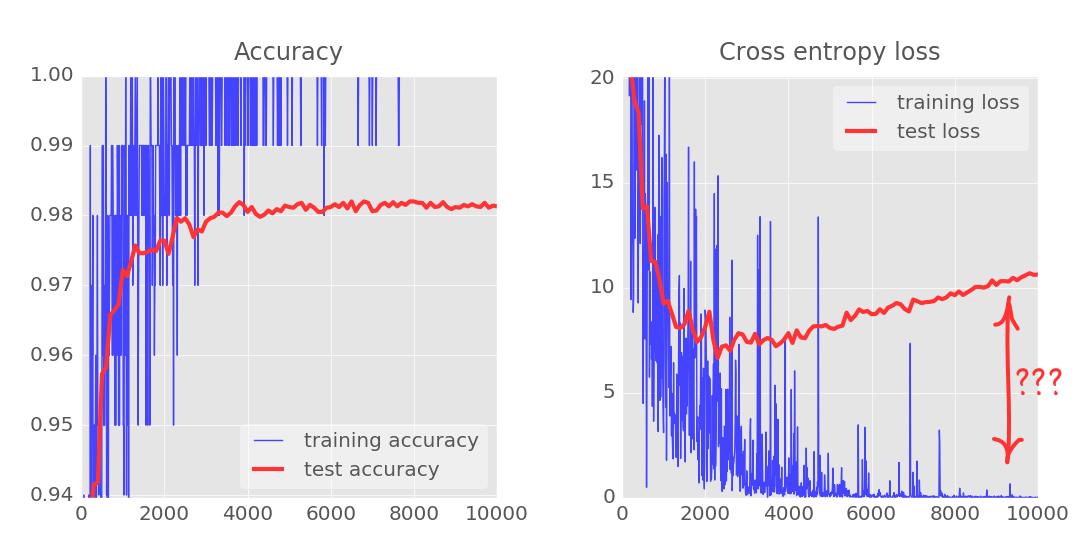 Accuracy
1.00
0.99
0.98
0.97
0.96
0.95
0.94
training accuracy
test accuracy
0 2000 4000 6000 8000 10000
Cross entropy loss
20
15
10
5
0
training loss
test loss
???
0 2000 4000 6000 8000 10000